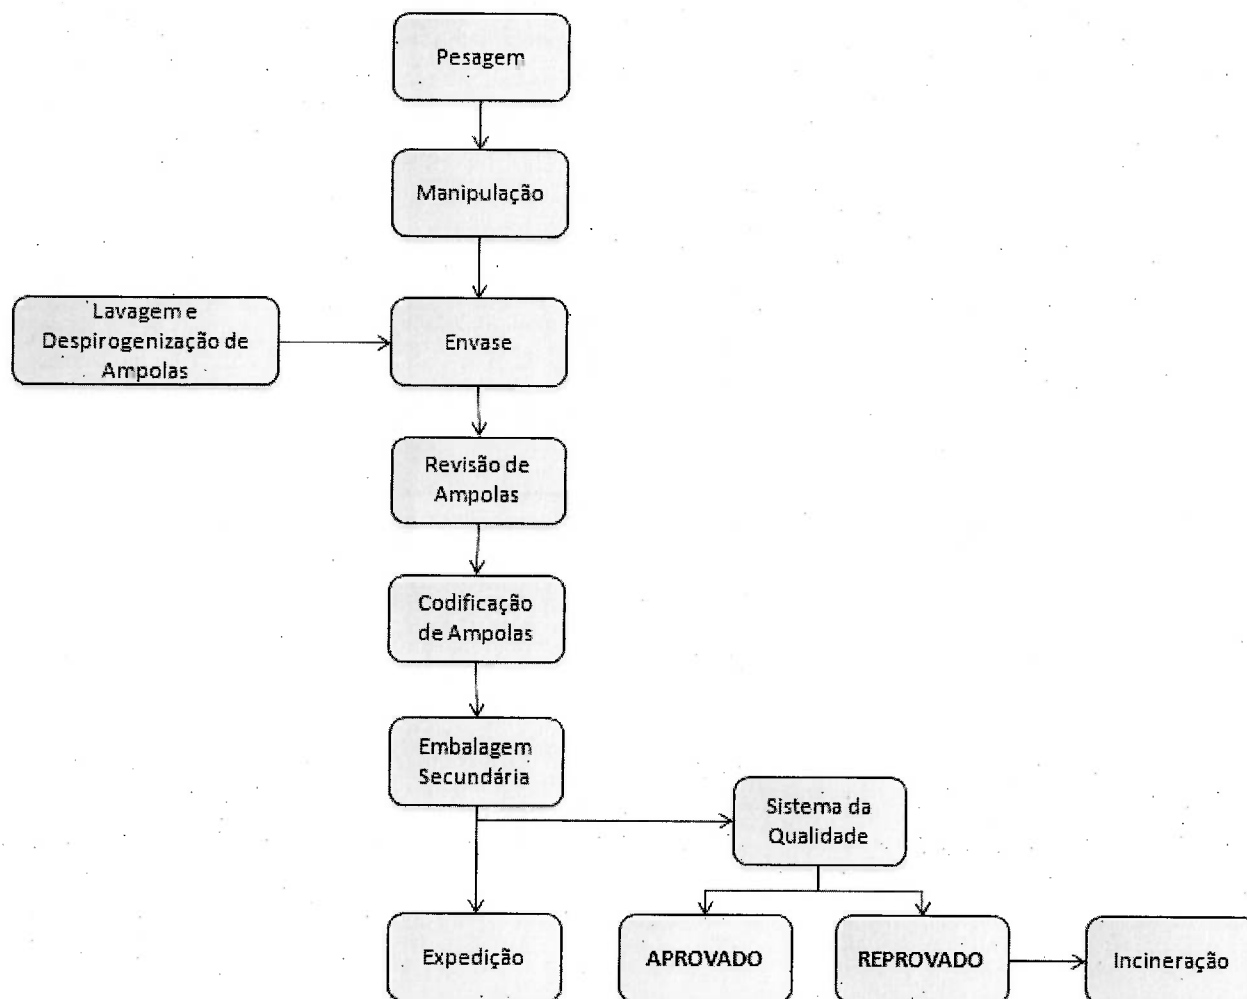 Pesagem
Manipulação
Lavagem e
Despirogenização de
Ampolas
Envase
Revisão de
Ampolas
Codificação
de Ampolas
Embalagem
Secundária
Sistema da
Qualidade
Expedição
APROVADO
REPROVADO
Incineração